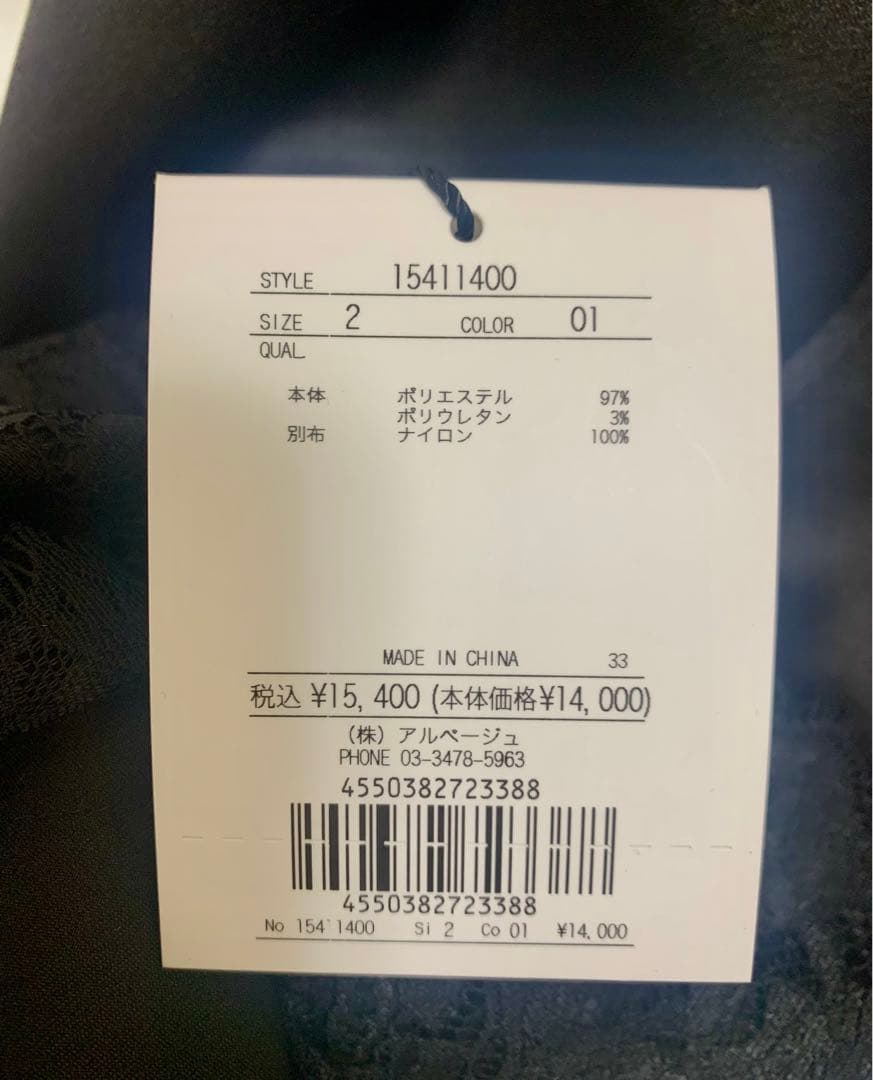 STYLE 15411400
SIZE 2 COLOR 01
QUAL
本体 ポリエステル 97%
ポリウレタン 3%
別布 ナイロン 100%
MADE IN CHINA 33
税込 ¥15,400 (本体価格¥14,000)
(株) アルページュ
PHONE 03-3478-5963
4550382723388
4550382723388
No 15411400 Si 2 Co 01 ¥14,000